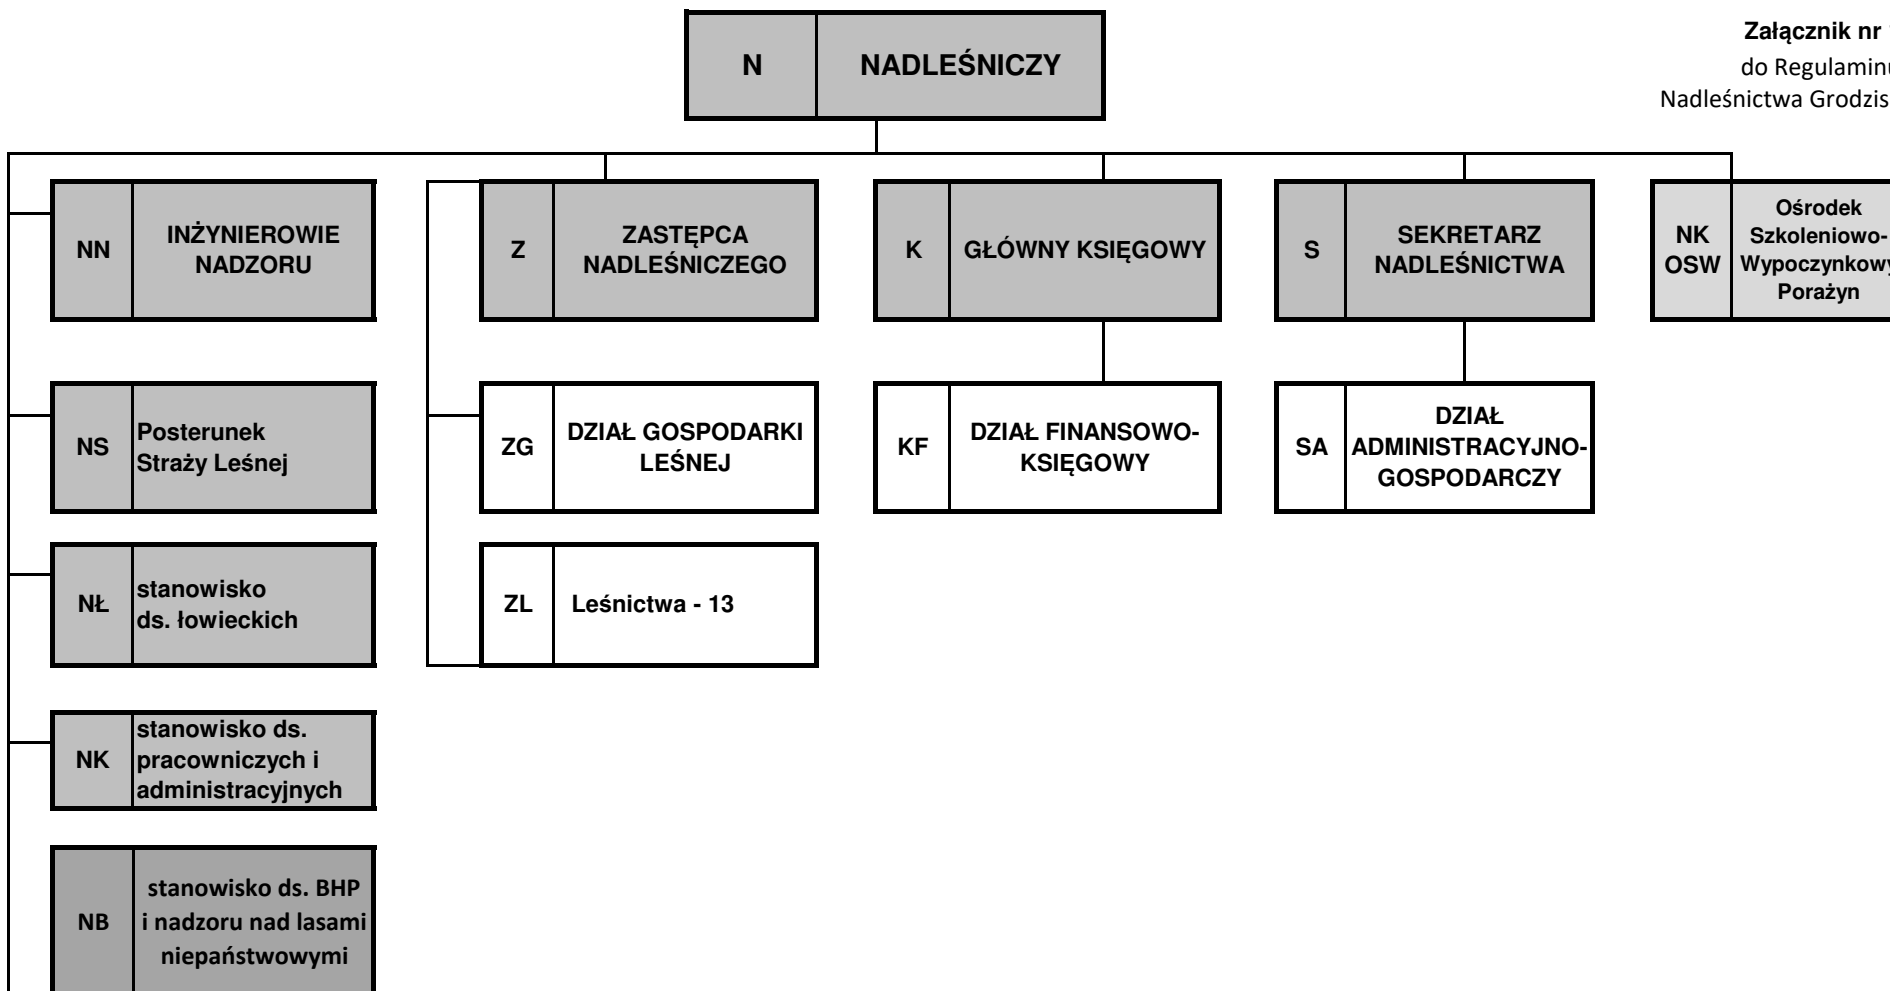 Załącznik nr
do Regulaminu
Nadleśnictwa
N NADLEŚNICZY
NN INŻYNIEROWIE
NADZORU
Z ZASTĘPCA
NADLEŚNICZEGO
K GŁÓWNY KSIĘGOWY
S SEKRETARZ
NADLEŚNICTWA
NK
OSW
Ośrodek
Szkoleniowo-
Wypoczynkowy
Porażyn
NS Posterunek
Straży Leśnej
ZG DZIAŁ GOSPODARKI
LEŚNEJ
KF DZIAŁ FINANSOWO-
KSIĘGOWY
SA DZIAŁ
ADMINISTRACYJNO-
GOSPODARCZY
NŁ stanowisko
ds. łowieckich
ZL Leśnictwa - 13
NK stanowisko ds.
pracowniczych i
administracyjnych
NB stanowisko ds. BHP
i nadzoru nad lasami
niepaństwowymi